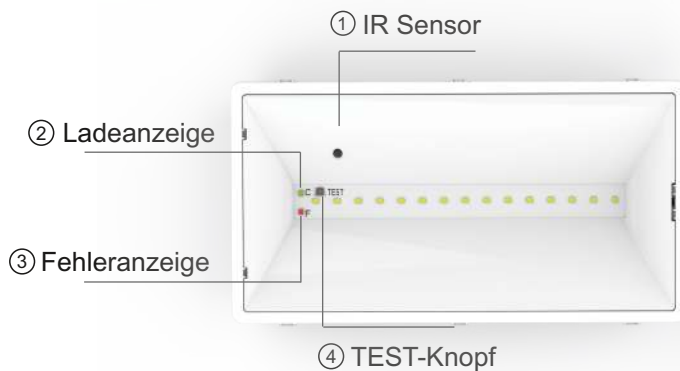 ① IR Sensor
② Ladeanzeige
C TEST
F
③ Fehleranzeige
④ TEST-Knopf